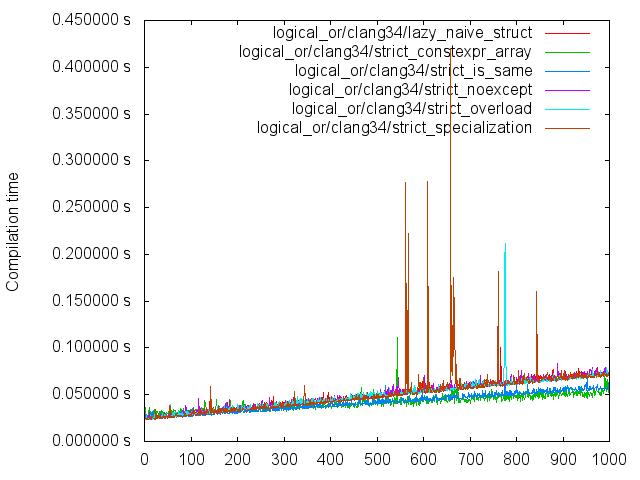 0.450000 s
logical_or/clang34/lazy_naive_struct
logical_or/clang34/strict_constexpr_array
0.400000 s
logical_or/clang34/strict_is_same
logical_or/clang34/strict_noexcept
0.350000 s
logical_or/clang34/strict_overload
logical_or/clang34/strict_specialization
0.300000 s
0.250000 s
Compilation time
0.200000 s
0.150000 s
0.100000 s
0.050000 s
0.000000 s
0 100 200 300 400 500 600 700 800 900 1000